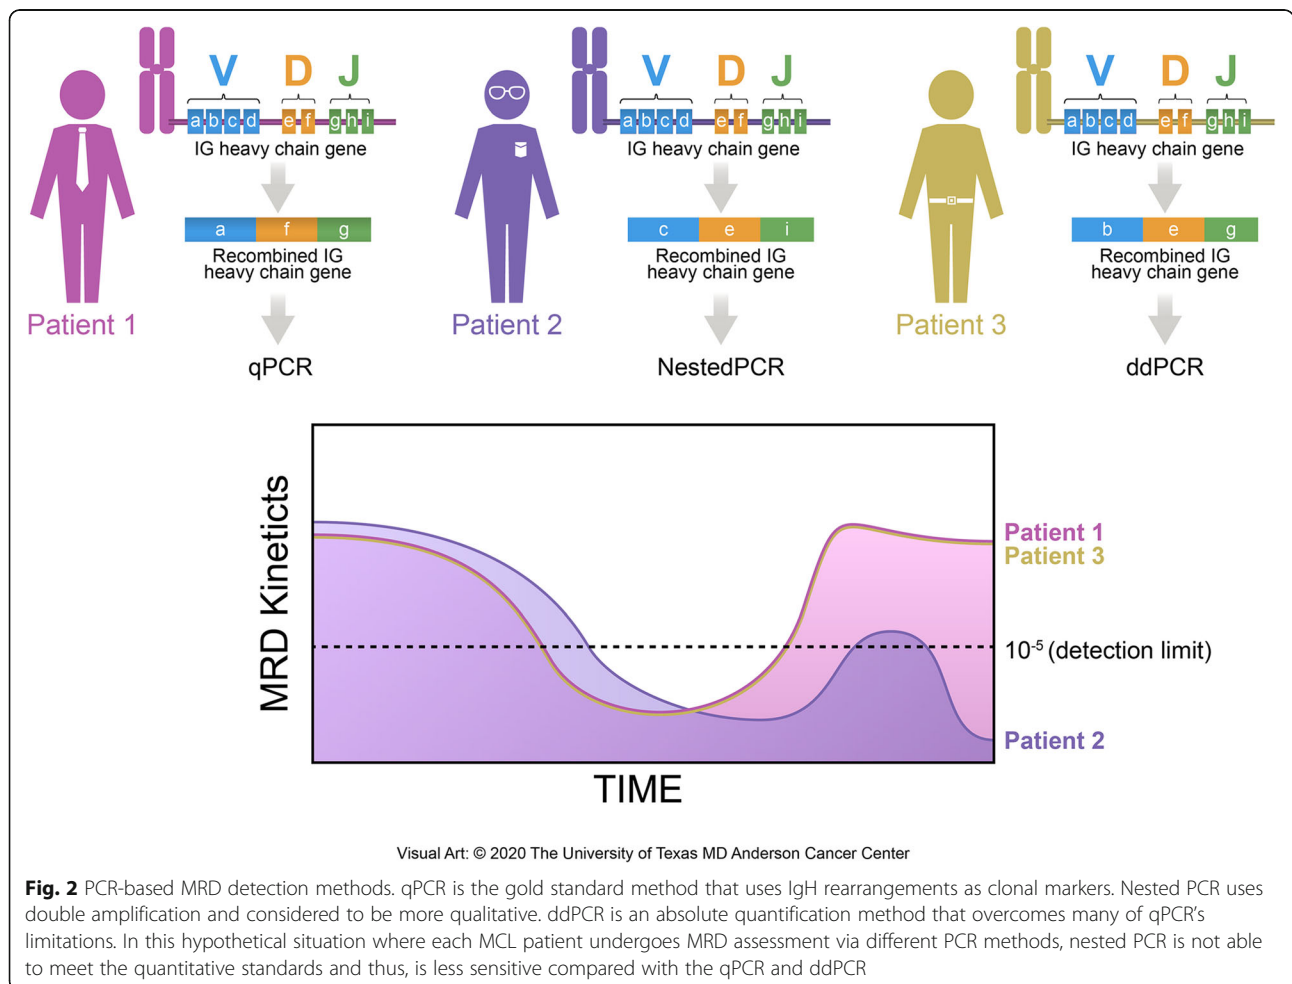 V D J
a b c d e f g h i
IG heavy chain gene
a f g
Recombined IG
heavy chain gene
Patient 1
qPCR
V D J
a b c d e f g h i
IG heavy chain gene
c e i
Recombined IG
heavy chain gene
Patient 2
NestedPCR
V D J
a b c d e f g h i
IG heavy chain gene
b e g
Recombined IG
heavy chain gene
Patient 3
ddPCR
MRD Kineticts
Patient 1
Patient 3
10⁻⁵ (detection limit)
Patient 2
TIME
Visual Art: © 2020 The University of Texas MD Anderson Cancer Center
Fig. 2 PCR-based MRD detection methods. qPCR is the gold standard method that uses IgH rearrangements as clonal markers. Nested PCR uses
double amplification and considered to be more qualitative. ddPCR is an absolute quantification method that overcomes many of qPCR’s
limitations. In this hypothetical situation where each MCL patient undergoes MRD assessment via different PCR methods, nested PCR is not able
to meet the quantitative standards and thus, is less sensitive compared with the qPCR and ddPCR